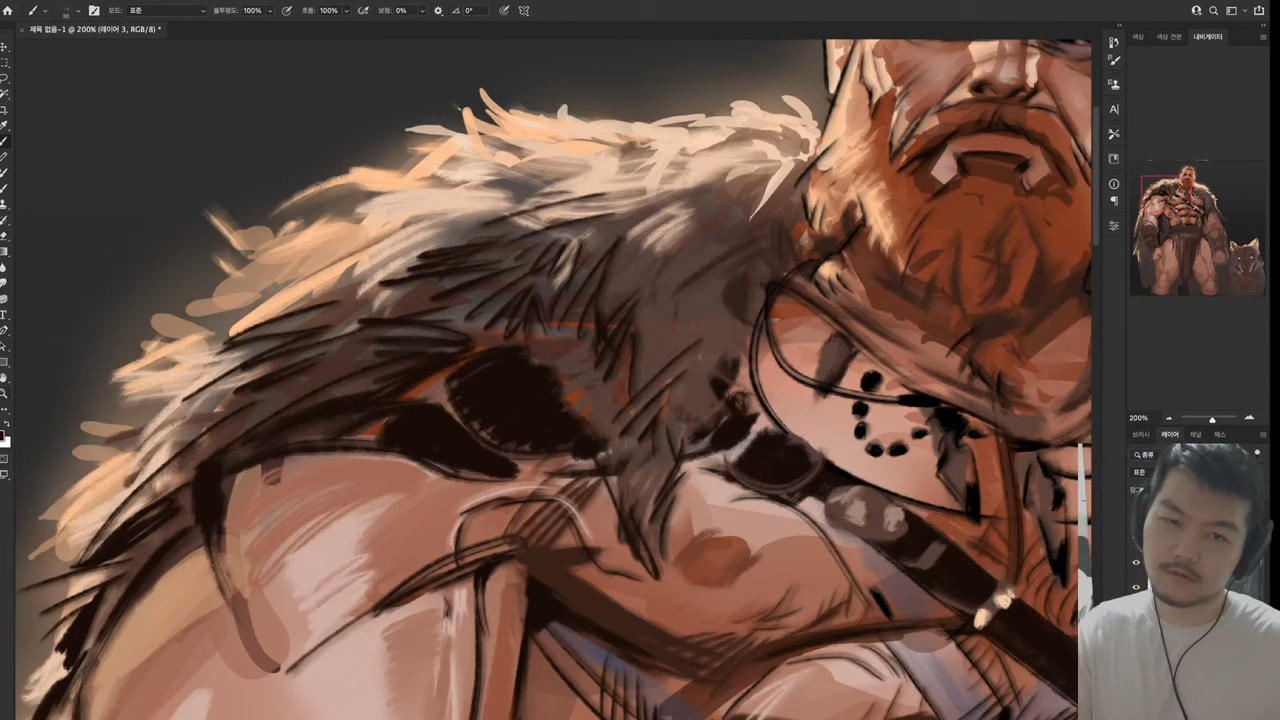 모드: 표준 불투명도: 100% 흐름: 100% 보정: 0% 0°
제목 없음-1 @ 200% (레이어 3, RGB/8) *
색상 색상 견본 내비게이터
200%
브러시 레이어 채널 패스
종류
표준